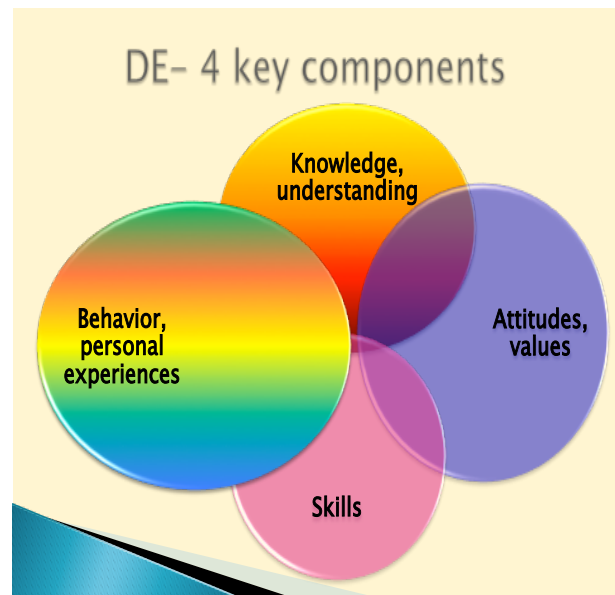 DE- 4 key components
Knowledge,
understanding
Behavior,
personal
experiences
Attitudes,
values
Skills